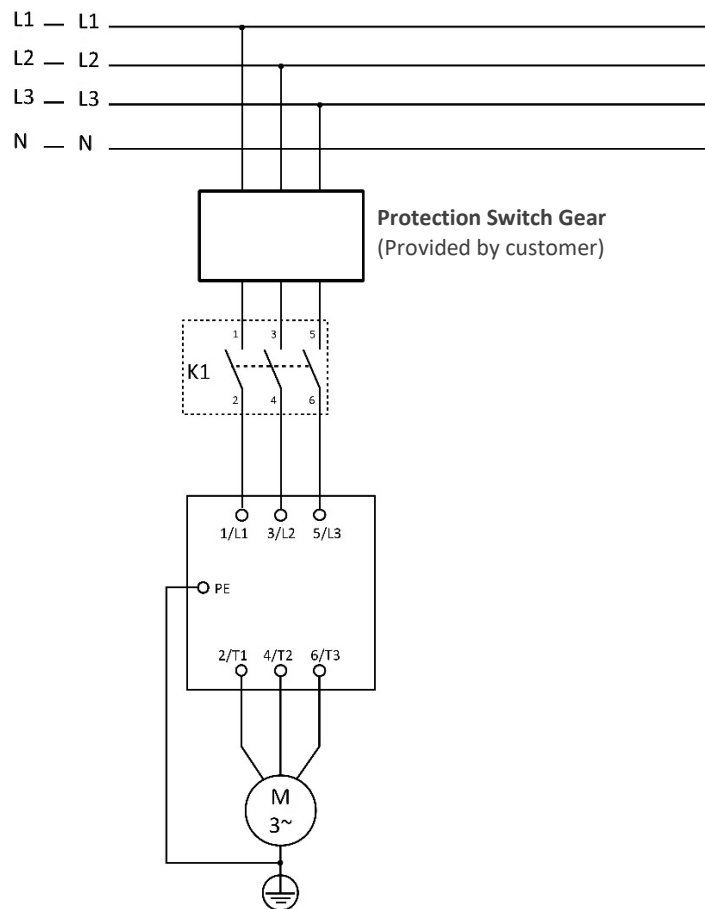 L1 — L1
L2 — L2
L3 — L3
N — N
Protection Switch Gear
(Provided by customer)
1 3 5
K1
2 4 6
1/L1 3/L2 5/L3
PE
2/T1 4/T2 6/T3
M
3~